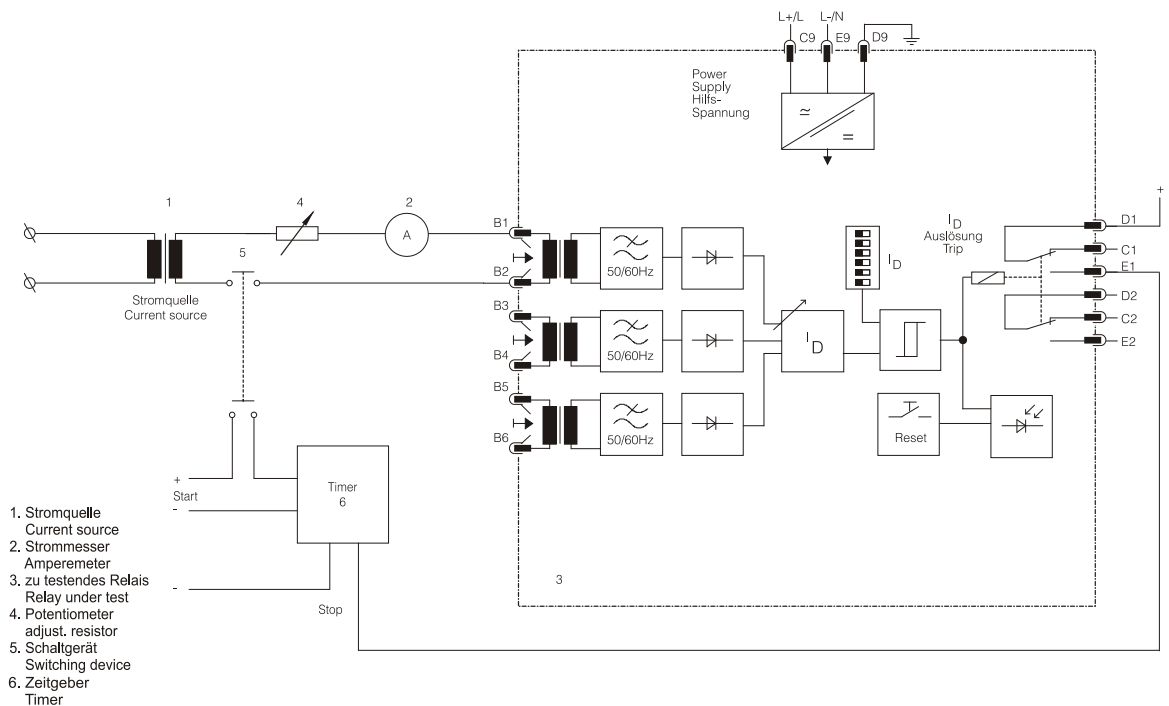 L+/L
L-/N
C9
E9
D9
Power
Supply
Hilfs-
Spannung
≃
=
1
4
2
A
5
Stromquelle
Current source
B1
B2
B3
B4
B5
B6
50/60Hz
50/60Hz
50/60Hz
I_D
I_D
I_D
Auslösung
Trip
Reset
+
D1
C1
E1
D2
C2
E2
3
+
Start
-
-
Timer
6
Stop
1. Stromquelle
Current source
2. Strommesser
Amperemeter
3. zu testendes Relais
Relay under test
4. Potentiometer
adjust. resistor
5. Schaltgerät
Switching device
6. Zeitgeber
Timer